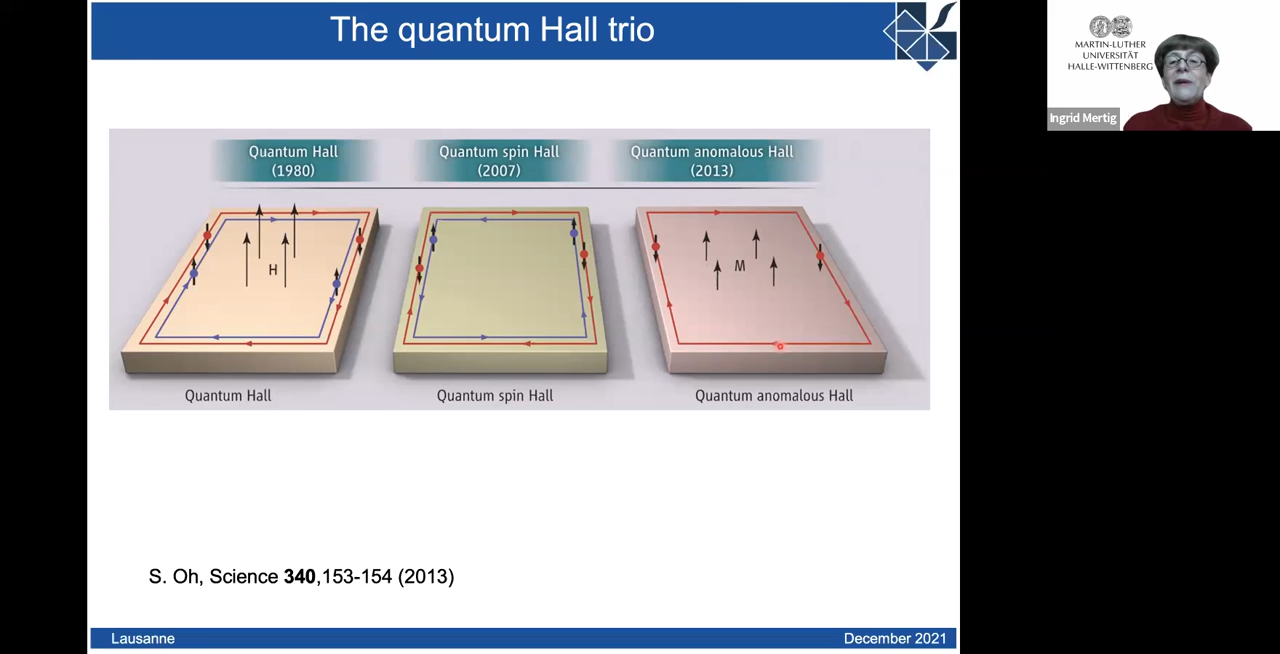 The quantum Hall trio
MARTIN-LUTHER
UNIVERSITÄT
HALLE-WITTENBERG
Ingrid Mertig
Quantum Hall
(1980)
Quantum spin Hall
(2007)
Quantum anomalous Hall
(2013)
H
M
Quantum Hall
Quantum spin Hall
Quantum anomalous Hall
S. Oh, Science 340,153-154 (2013)
Lausanne
December 2021